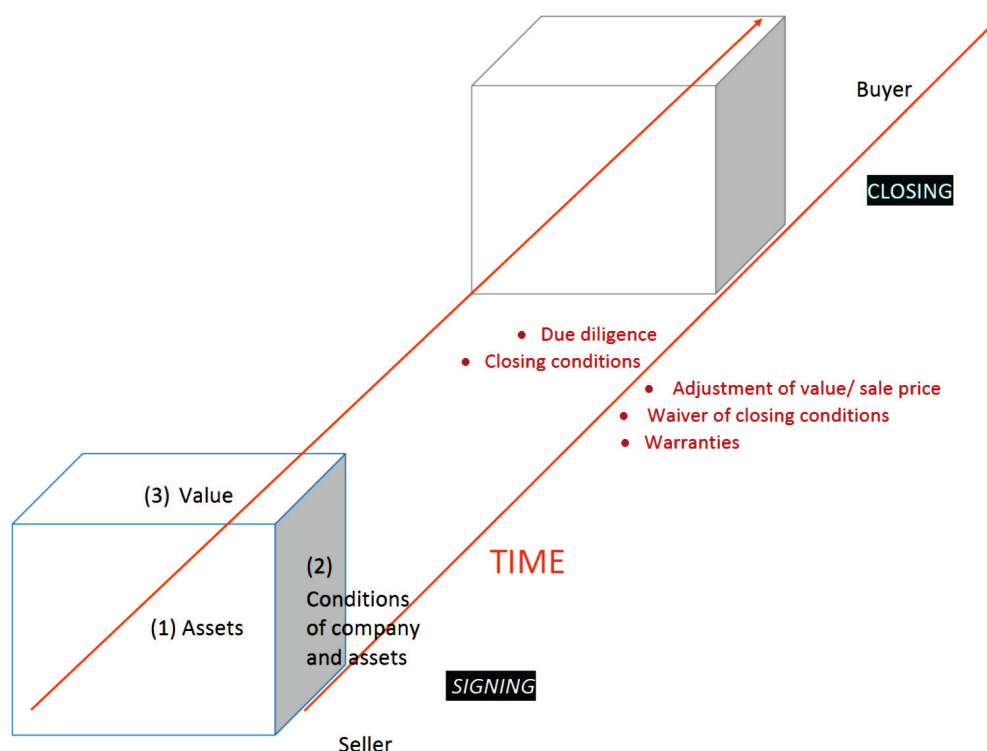 Buyer
CLOSING
• Due diligence
• Closing conditions
• Adjustment of value/ sale price
• Waiver of closing conditions
• Warranties
(3) Value
TIME
(2)
Conditions
of company
and assets
(1) Assets
SIGNING
Seller